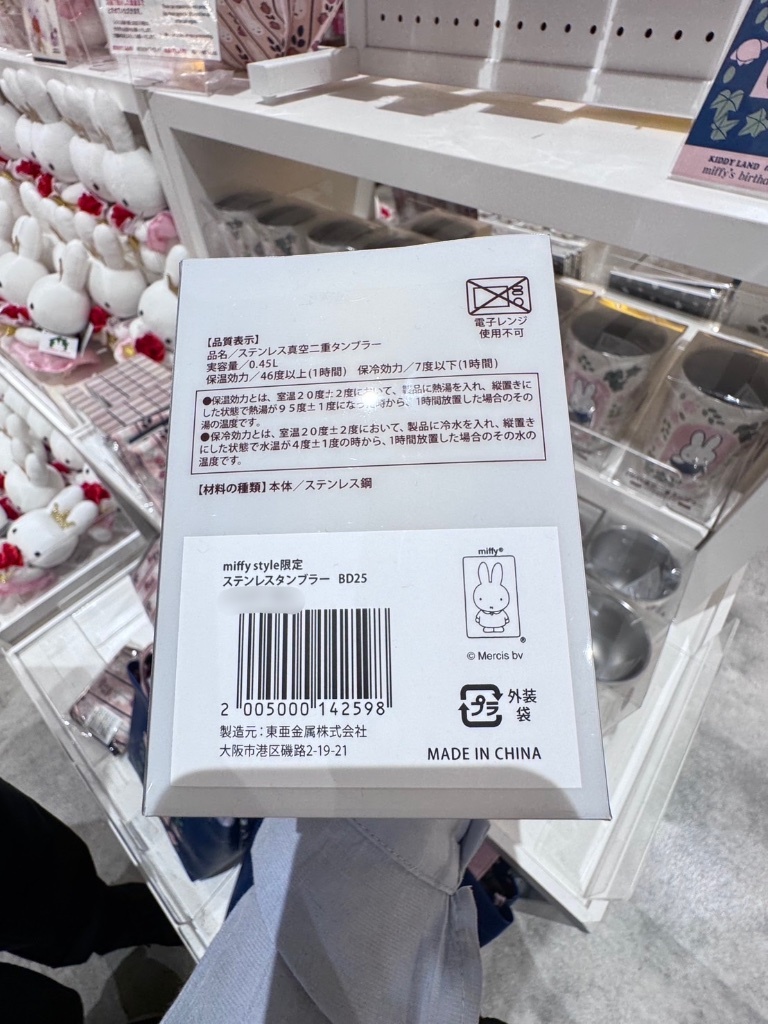 KIDDY LAND
miffy's birthd
電子レンジ
使用不可
【品質表示】
品名／ステンレス真空二重タンブラー
実容量／0.45L
保温効力／46度以上(1時間) 保冷効力／7度以下(1時間)
●保温効力とは、室温20度±2度において、製品に熱湯を入れ、縦置きに
した状態で熱湯が95度±1度になった時から、1時間放置した場合のその
湯の温度です。
●保冷効力とは、室温20度±2度において、製品に冷水を入れ、縦置き
にした状態で水温が4度±1度の時から、1時間放置した場合のその水の
温度です。
【材料の種類】本体／ステンレス鋼
miffy style限定
ステンレスタンブラー BD25
2 005000 142598
製造元：東亜金属株式会社
大阪市港区磯路2-19-21
miffy®
®
© Mercis bv
プラ
外装
袋
MADE IN CHINA